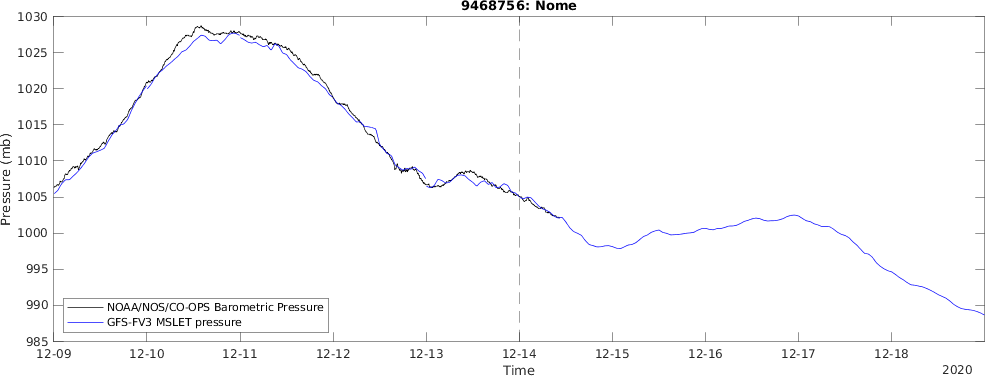 9468756: Nome
Pressure (mb)
1030
1025
1020
1015
1010
1005
1000
995
990
985
NOAA/NOS/CO-OPS Barometric Pressure
GFS-FV3 MSLET pressure
12-09 12-10 12-11 12-12 12-13 12-14 12-15 12-16 12-17 12-18
Time
2020